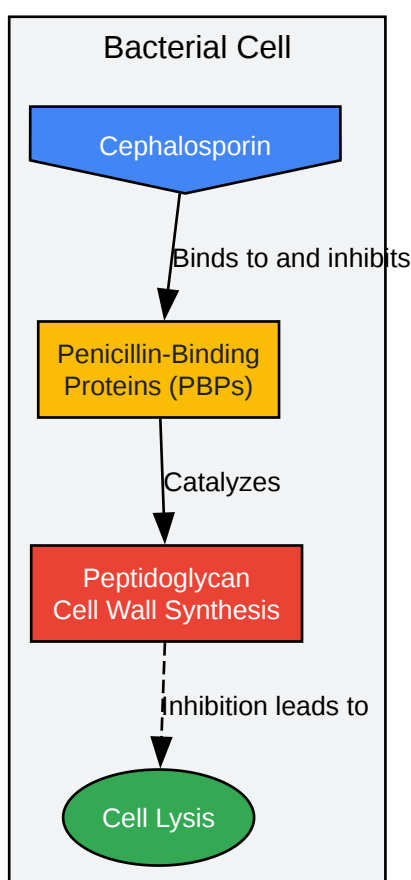 Bacterial Cell
Cephalosporin
Binds to and inhibits
Penicillin-Binding
Proteins (PBPs)
Catalyzes
Peptidoglycan
Cell Wall Synthesis
Inhibition leads to
Cell Lysis